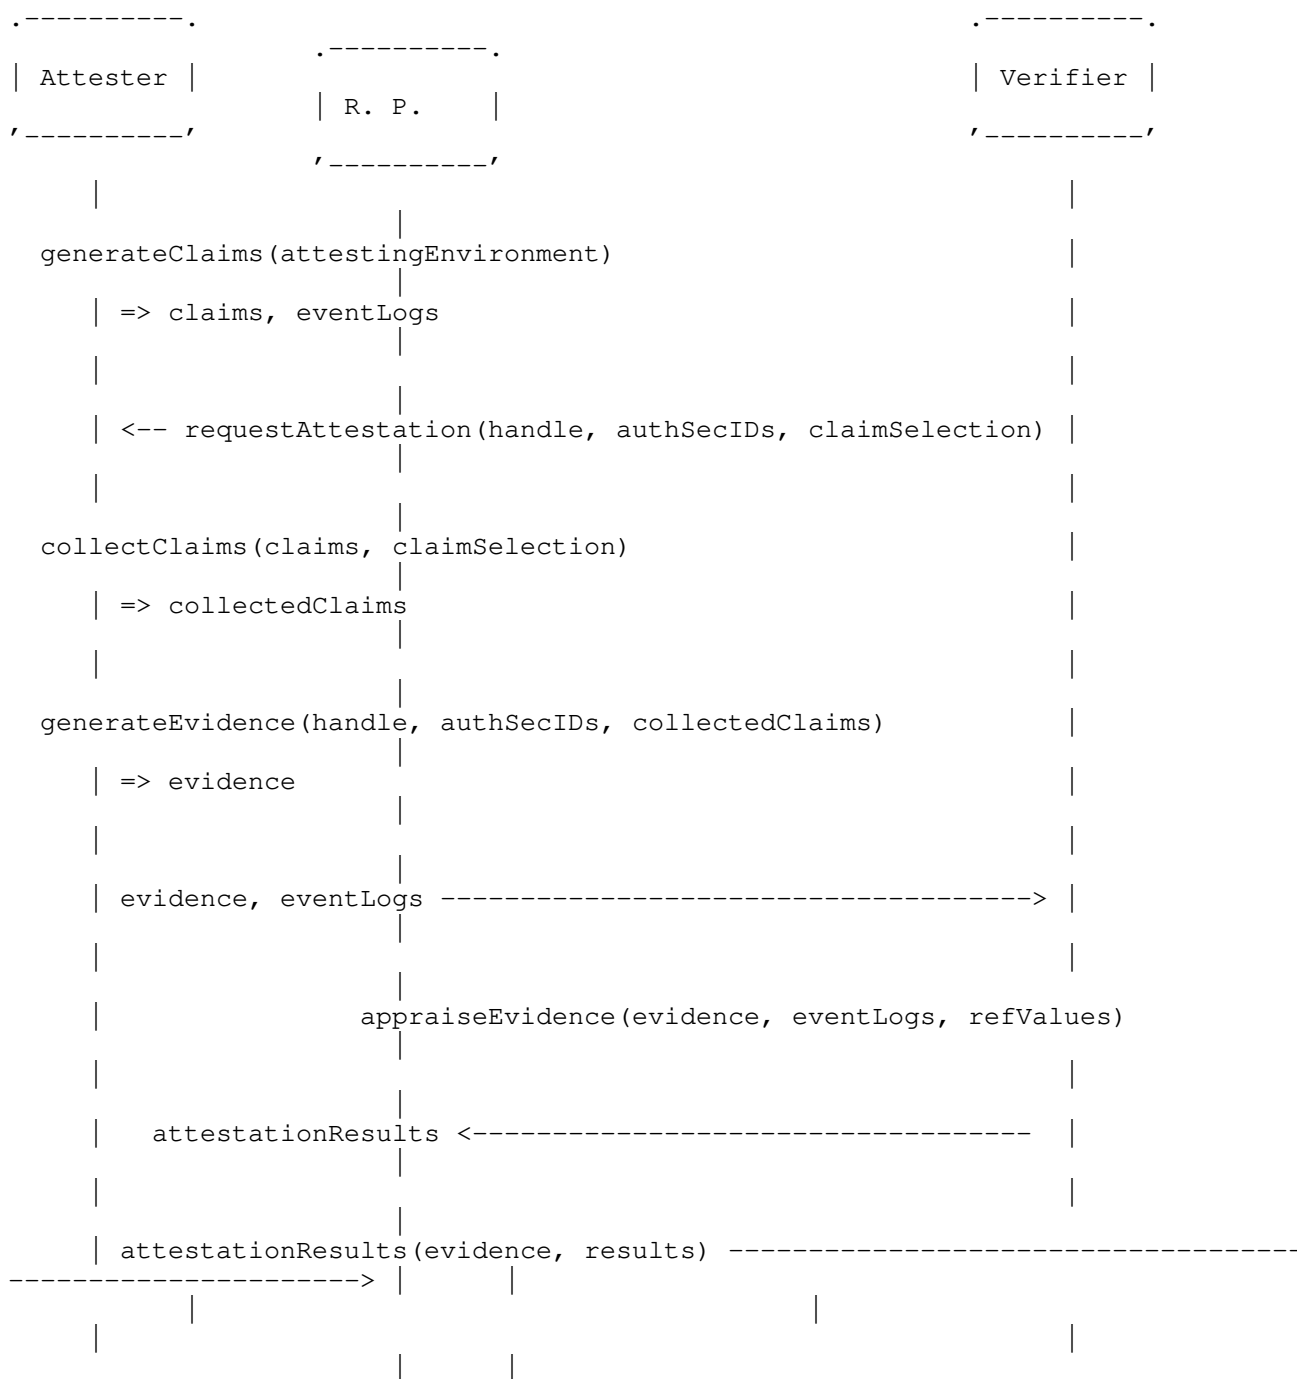 .----------.                                                .----------.
                   .----------.
| Attester |                                                | Verifier |
                   | R. P.    |
'----------'                                                '----------'
                   '----------'
     |                                                            |
                        |
  generateClaims(attestingEnvironment)                            |
                        |
     | => claims, eventLogs                                       |
                        |
     |                                                            |
                        |
     | <-- requestAttestation(handle, authSecIDs, claimSelection) |
                        |
     |                                                            |
                        |
  collectClaims(claims, claimSelection)                           |
                        |
     | => collectedClaims                                         |
                        |
     |                                                            |
                        |
  generateEvidence(handle, authSecIDs, collectedClaims)           |
                        |
     | => evidence                                                |
                        |
     |                                                            |
                        |
     | evidence, eventLogs -------------------------------------> |
                        |
     |                                                            |
                        |
     |                appraiseEvidence(evidence, eventLogs, refValues)
                        |
     |                                                            |
                        |
     |   attestationResults <-----------------------------------  |
                        |
     |                                                            |
                        |
     | attestationResults(evidence, results) ------------------------------------
----------------------> |      |
           |                                      |
     |                                                            |
                        |      |